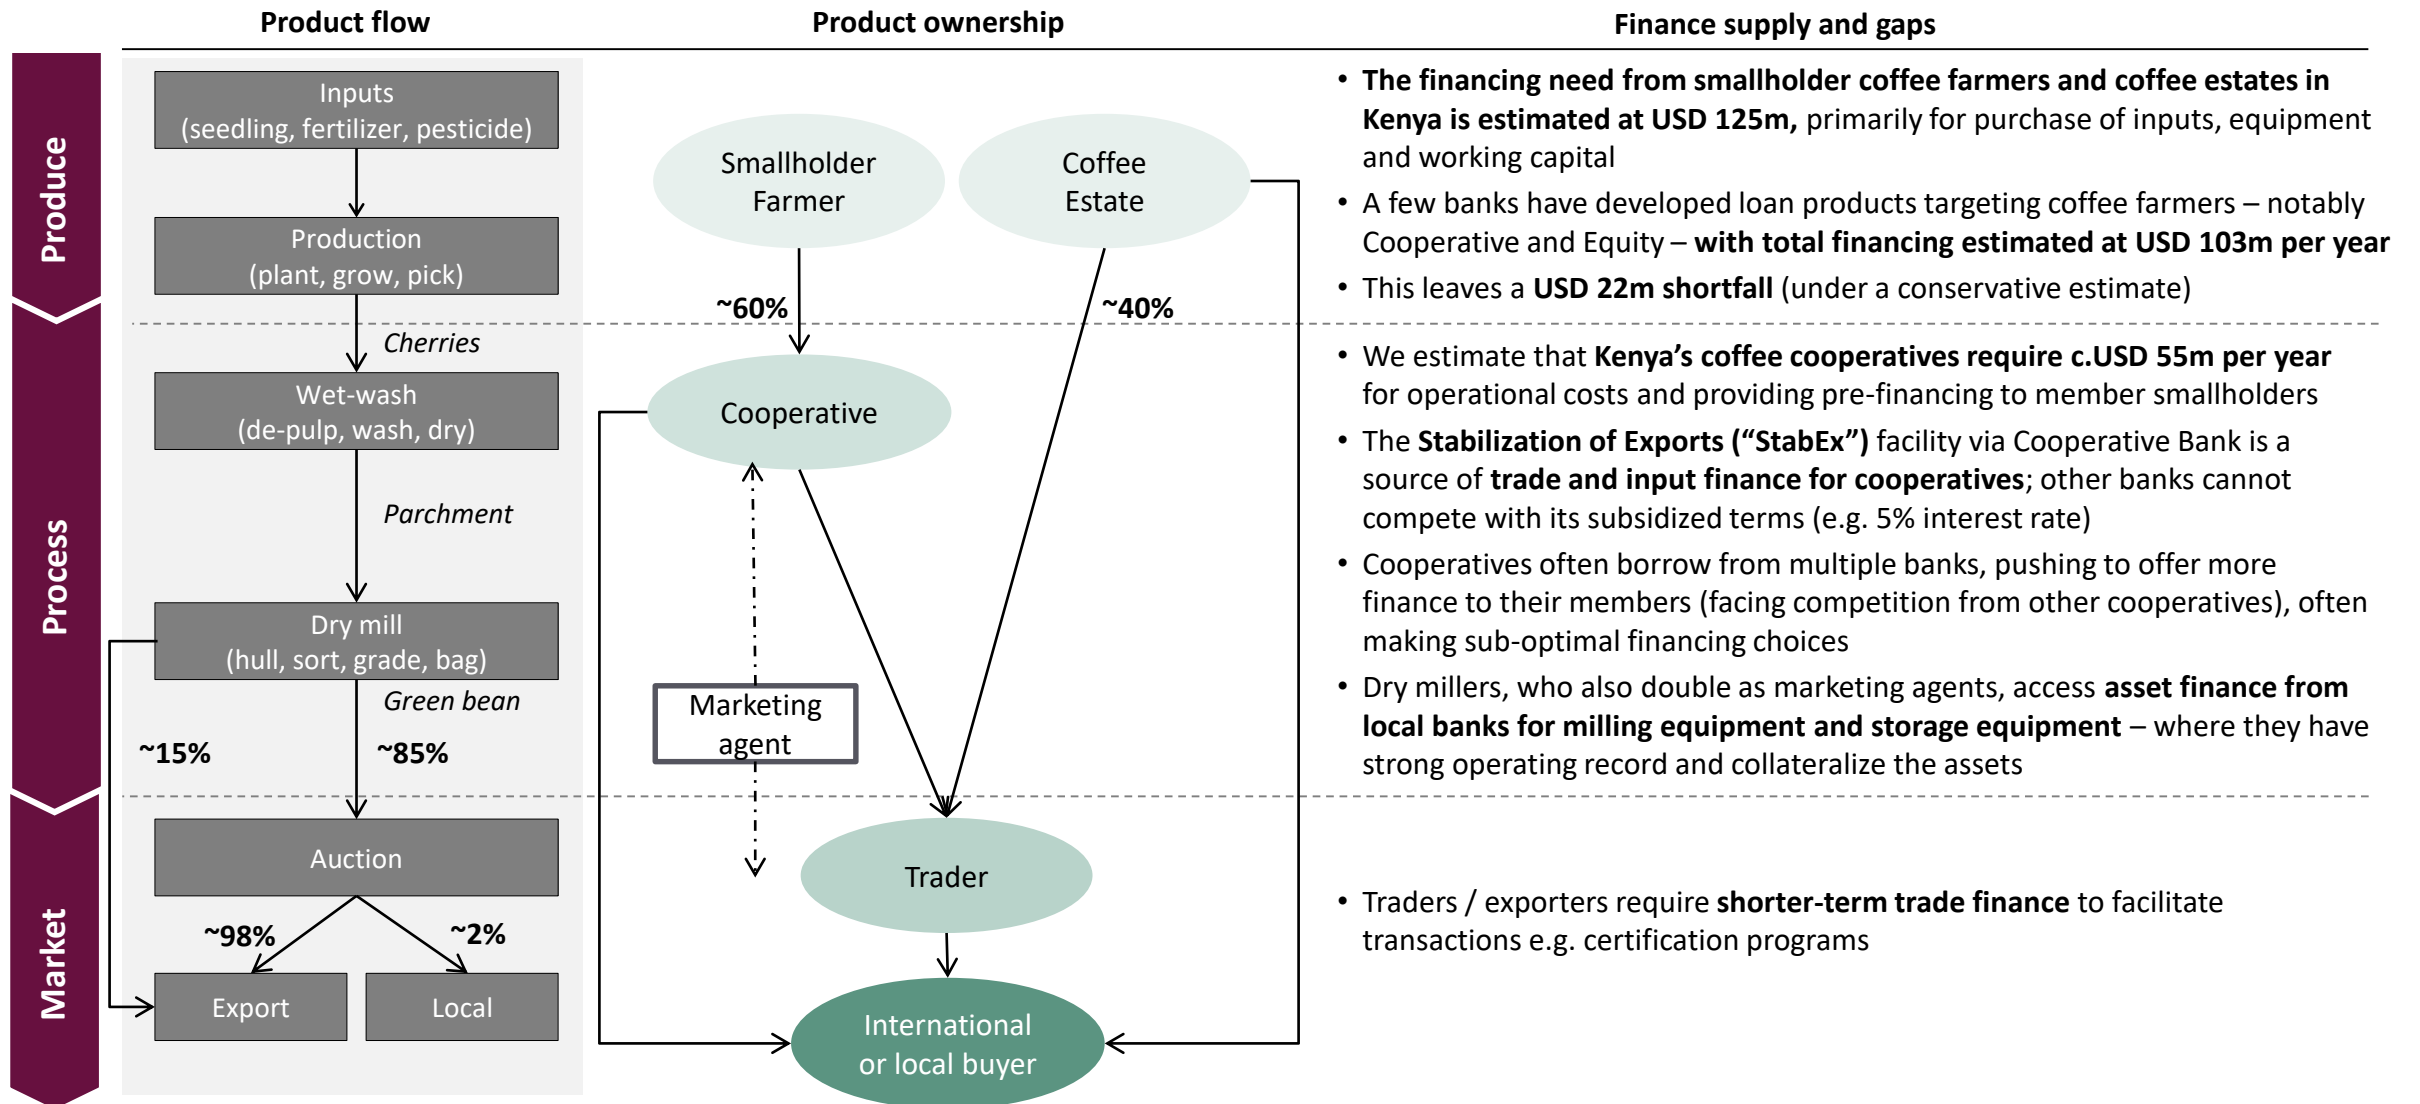 Product flow
Product ownership
Finance supply and gaps
Produce
Process
Market
Inputs
(seedling, fertilizer, pesticide)
Production
(plant, grow, pick)
Cherries
Wet-wash
(de-pulp, wash, dry)
Parchment
Dry mill
(hull, sort, grade, bag)
Green bean
~15%
~85%
Auction
~98%
~2%
Export
Local
Smallholder
Farmer
Coffee
Estate
~60%
~40%
Cooperative
Marketing
agent
Trader
International
or local buyer
• The financing need from smallholder coffee farmers and coffee estates in
Kenya is estimated at USD 125m, primarily for purchase of inputs, equipment
and working capital
• A few banks have developed loan products targeting coffee farmers – notably
Cooperative and Equity – with total financing estimated at USD 103m per year
• This leaves a USD 22m shortfall (under a conservative estimate)
• We estimate that Kenya’s coffee cooperatives require c.USD 55m per year
for operational costs and providing pre-financing to member smallholders
• The Stabilization of Exports (“StabEx”) facility via Cooperative Bank is a
source of trade and input finance for cooperatives; other banks cannot
compete with its subsidized terms (e.g. 5% interest rate)
• Cooperatives often borrow from multiple banks, pushing to offer more
finance to their members (facing competition from other cooperatives), often
making sub-optimal financing choices
• Dry millers, who also double as marketing agents, access asset finance from
local banks for milling equipment and storage equipment – where they have
strong operating record and collateralize the assets
• Traders / exporters require shorter-term trade finance to facilitate
transactions e.g. certification programs